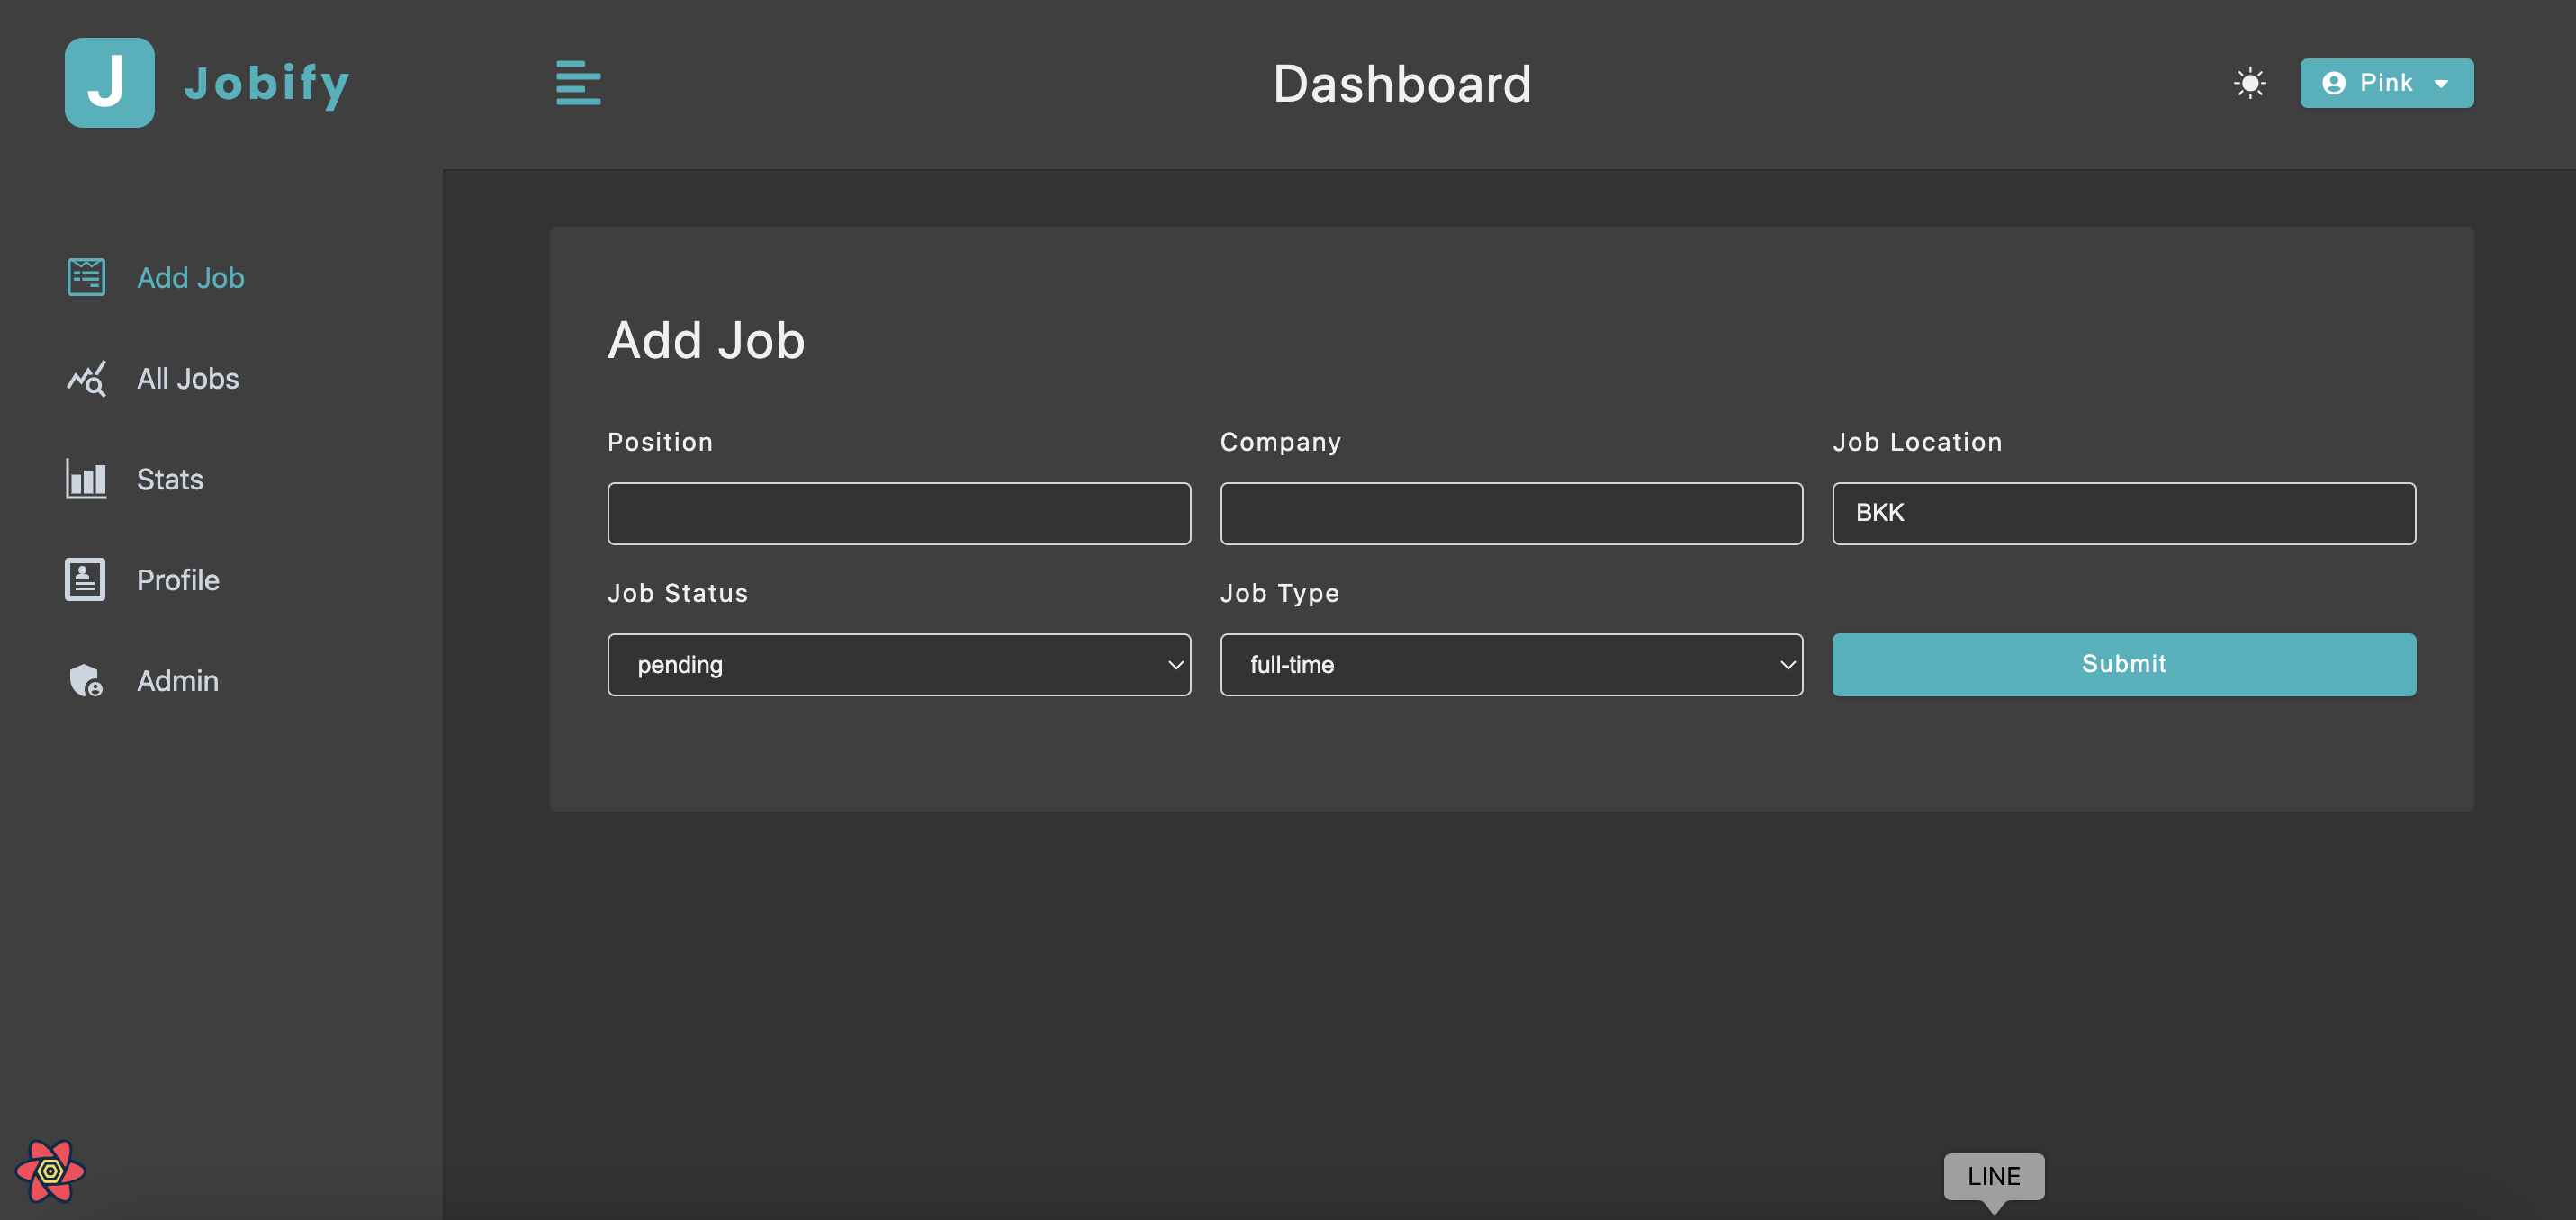 J Jobify
Dashboard
Pink
Add Job
All Jobs
Stats
Profile
Admin
Add Job
Position
Company
Job Location
BKK
Job Status
Job Type
pending
full-time
Submit
LINE